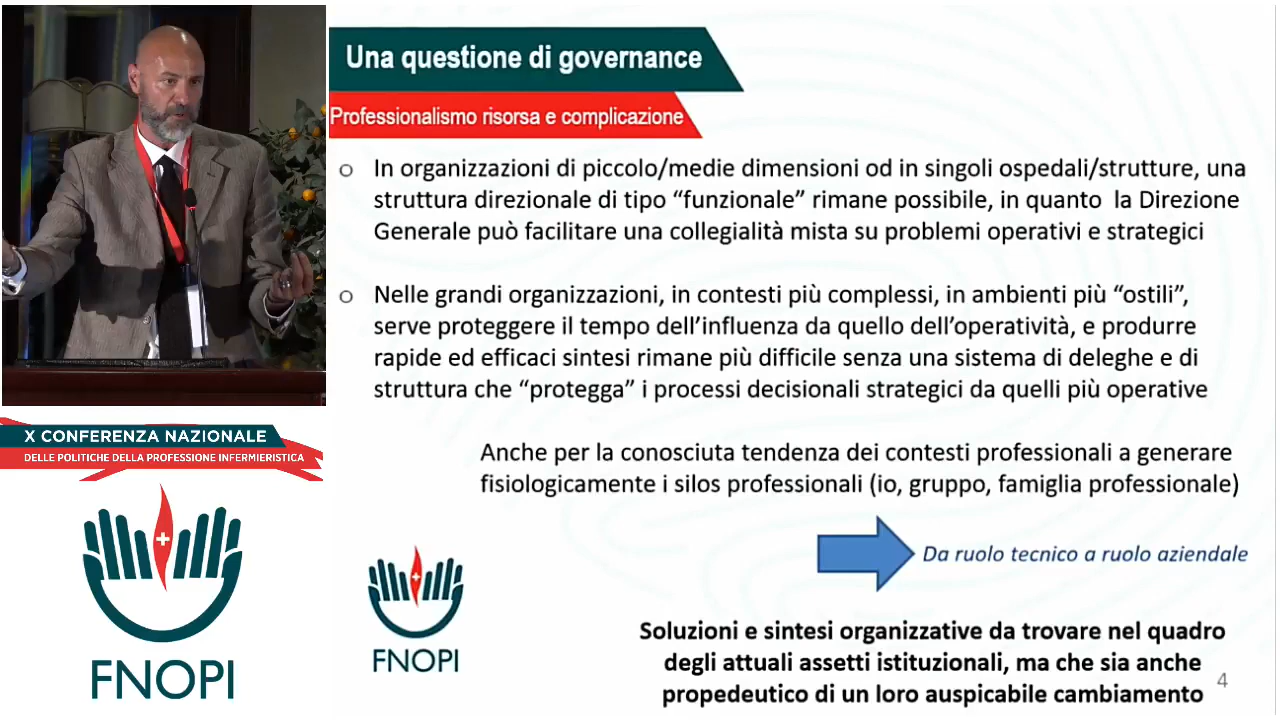 Una questione di governance
Professionalismo risorsa e complicazione
o In organizzazioni di piccolo/medie dimensioni od in singoli ospedali/strutture, una
struttura direzionale di tipo “funzionale” rimane possibile, in quanto la Direzione
Generale può facilitare una collegialità mista su problemi operativi e strategici
o Nelle grandi organizzazioni, in contesti più complessi, in ambienti più “ostili”,
serve proteggere il tempo dell’influenza da quello dell’operatività, e produrre
rapide ed efficaci sintesi rimane più difficile senza una sistema di deleghe e di
struttura che “protegga” i processi decisionali strategici da quelli più operative
Anche per la conosciuta tendenza dei contesti professionali a generare
fisiologicamente i silos professionali (io, gruppo, famiglia professionale)
Da ruolo tecnico a ruolo aziendale
Soluzioni e sintesi organizzative da trovare nel quadro
degli attuali assetti istituzionali, ma che sia anche
propedeutico di un loro auspicabile cambiamento
4
FNOPI
X CONFERENZA NAZIONALE
DELLE POLITICHE DELLA PROFESSIONE INFERMIERISTICA
FNOPI